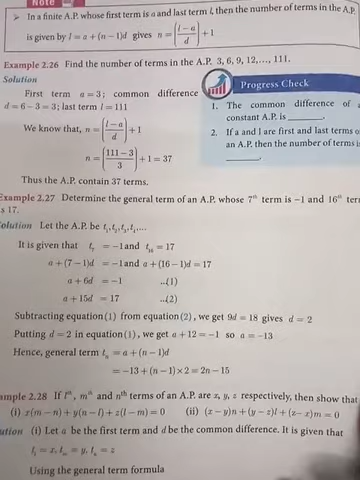 Note
➢ In a finite A.P. whose first term is a and last term l, then the number of terms in the A.P.
is given by l = a + (n − 1)d gives n = ((l − a)/d) + 1
Example 2.26 Find the number of terms in the A.P. 3, 6, 9, 12,…, 111.
Solution
First term a = 3; common difference
d = 6 − 3 = 3; last term l = 111
We know that, n = ((l − a)/d) + 1
n = ((111 − 3)/3) + 1 = 37
Thus the A.P. contain 37 terms.
Progress Check
1. The common difference of a
constant A.P. is ______.
2. If a and l are first and last terms o
an A.P. then the number of terms is
______.
Example 2.27 Determine the general term of an A.P. whose 7th term is −1 and 16th ter
s 17.
olution Let the A.P. be t₁, t₂, t₃, t₄,…
It is given that t₇ = −1 and t₁₆ = 17
a + (7 − 1)d = −1 and a + (16 − 1)d = 17
a + 6d = −1 ...(1)
a + 15d = 17 ...(2)
Subtracting equation (1) from equation (2), we get 9d = 18 gives d = 2
Putting d = 2 in equation (1), we get a + 12 = −1 so a = −13
Hence, general term tₙ = a + (n − 1)d
= −13 + (n − 1) × 2 = 2n − 15
ample 2.28 If lth, mth and nth terms of an A.P. are x, y, z respectively, then show that
(i) x(m − n) + y(n − l) + z(l − m) = 0 (ii) (x − y)n + (y − z)l + (z − x)m = 0
ution (i) Let a be the first term and d be the common difference. It is given that
tₗ = x, tₘ = y, tₙ = z
Using the general term formula